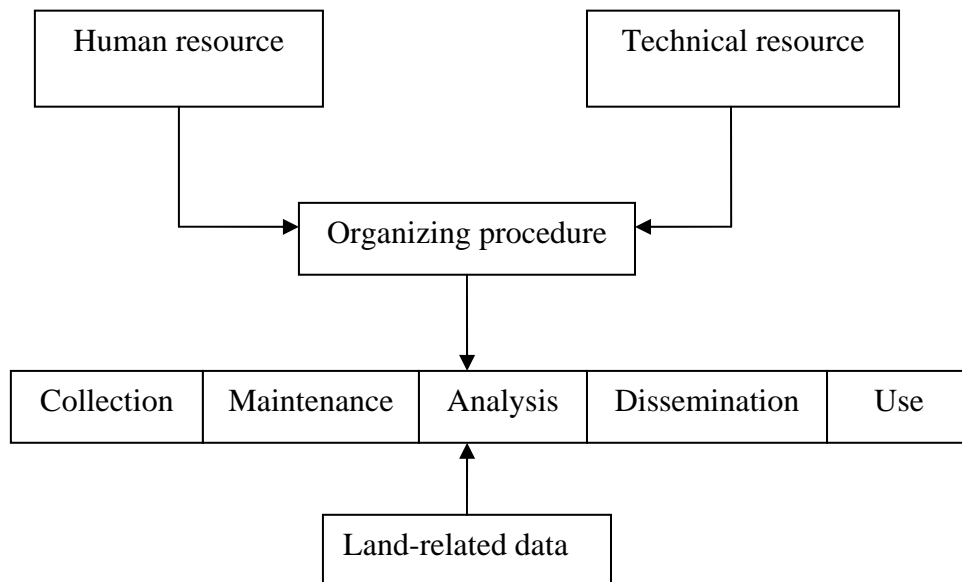 Human resource
Technical resource
Organizing procedure
Collection
Maintenance
Analysis
Dissemination
Use
Land-related data